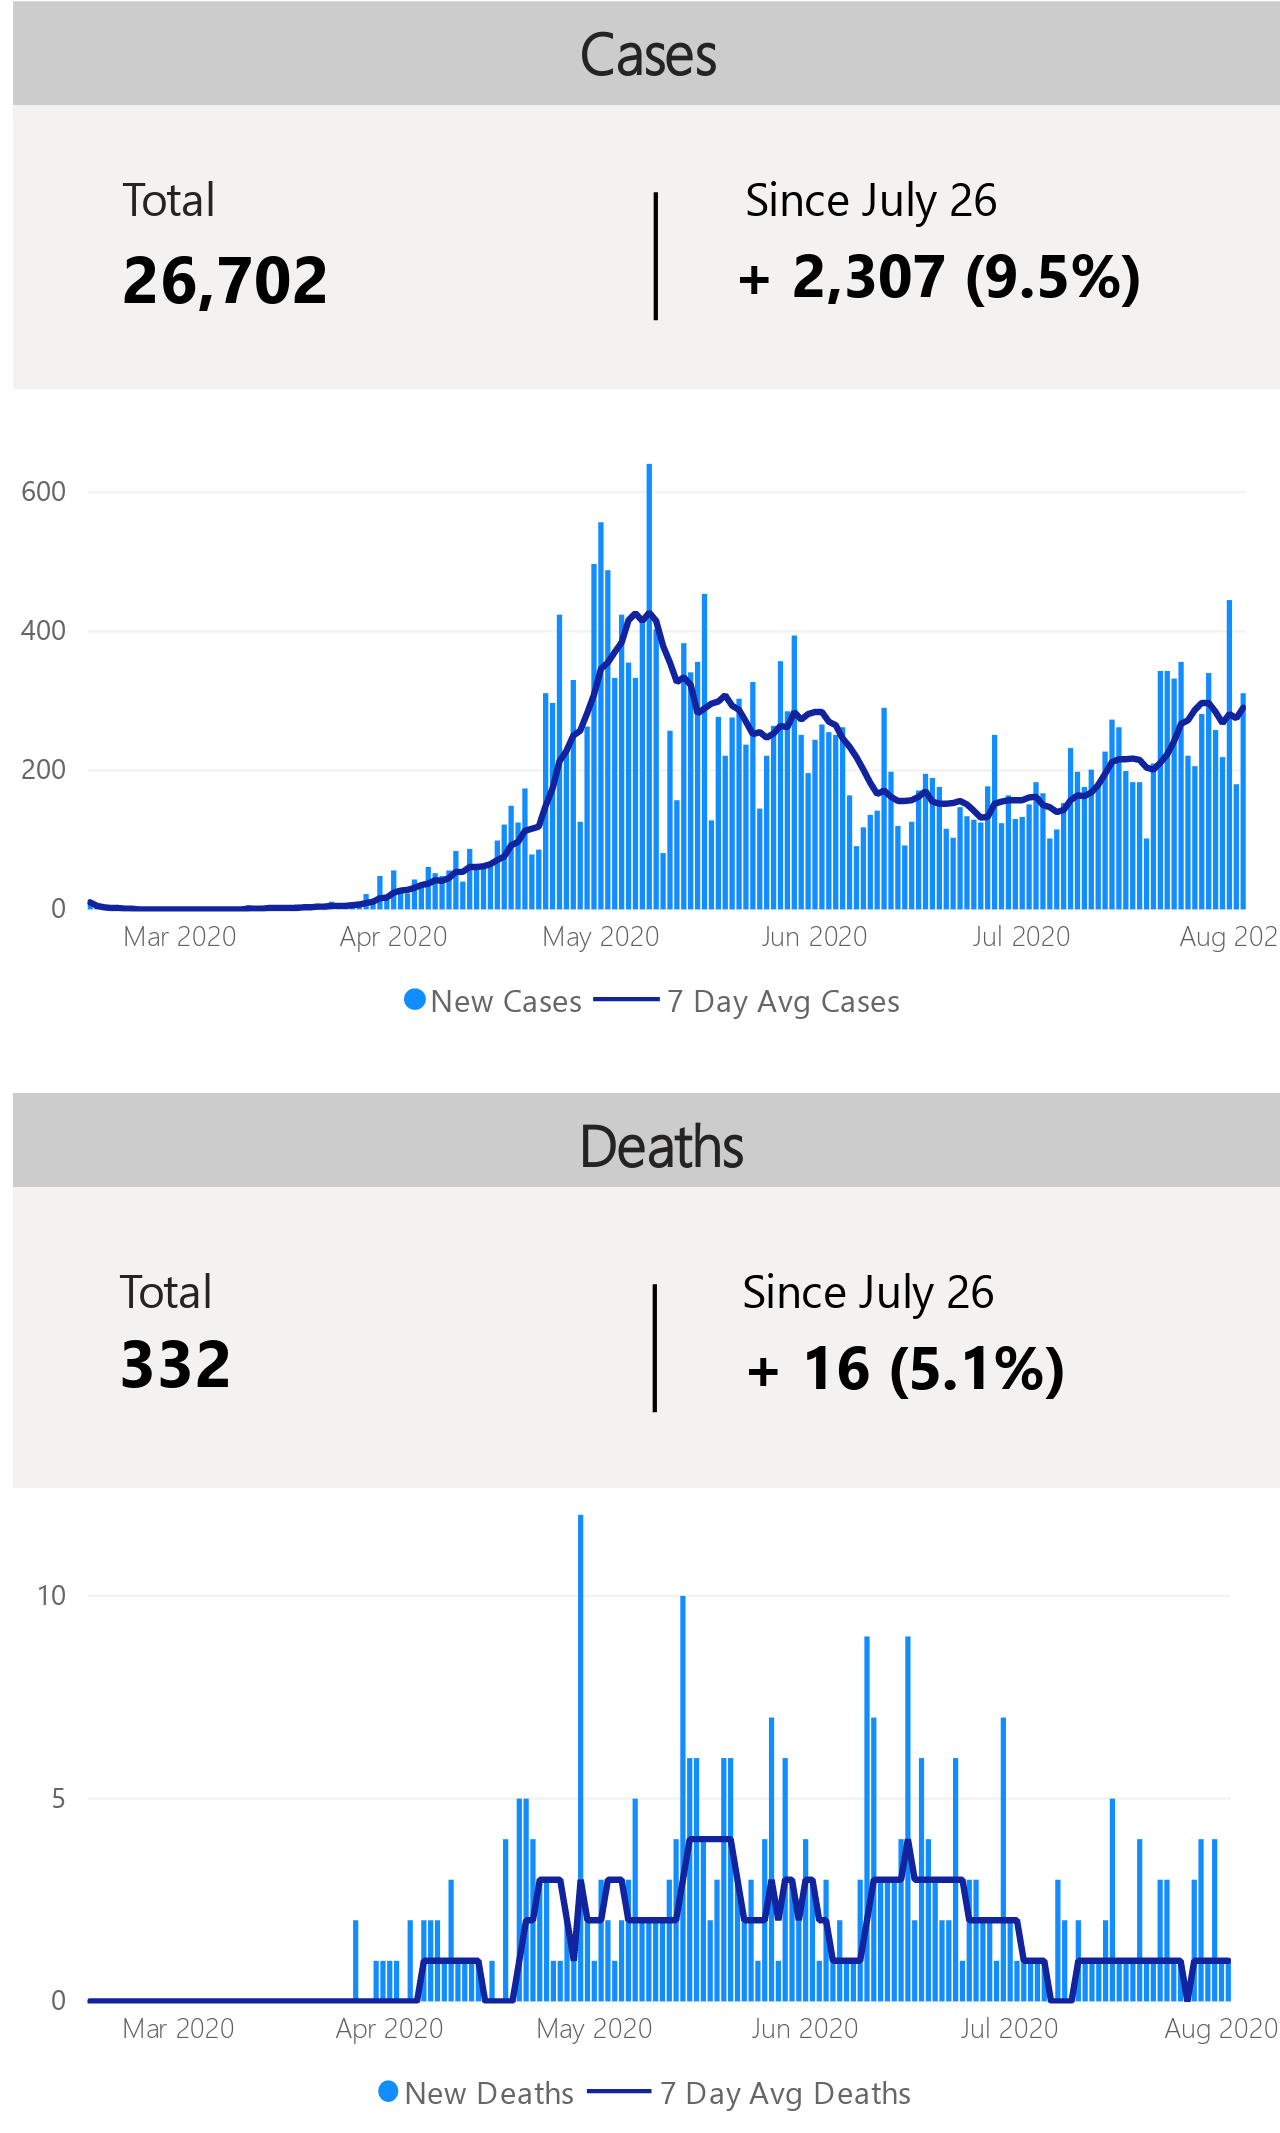 Cases
Total
Since July 26
26,702
+ 2,307 (9.5%)
600
400
200
0
Mar 2020 Apr 2020 May 2020 Jun 2020 Jul 2020 Aug 202
New Cases 7 Day Avg Cases
Deaths
Total
Since July 26
332
+ 16 (5.1%)
10
5
0
Mar 2020 Apr 2020 May 2020 Jun 2020 Jul 2020 Aug 2020
New Deaths 7 Day Avg Deaths